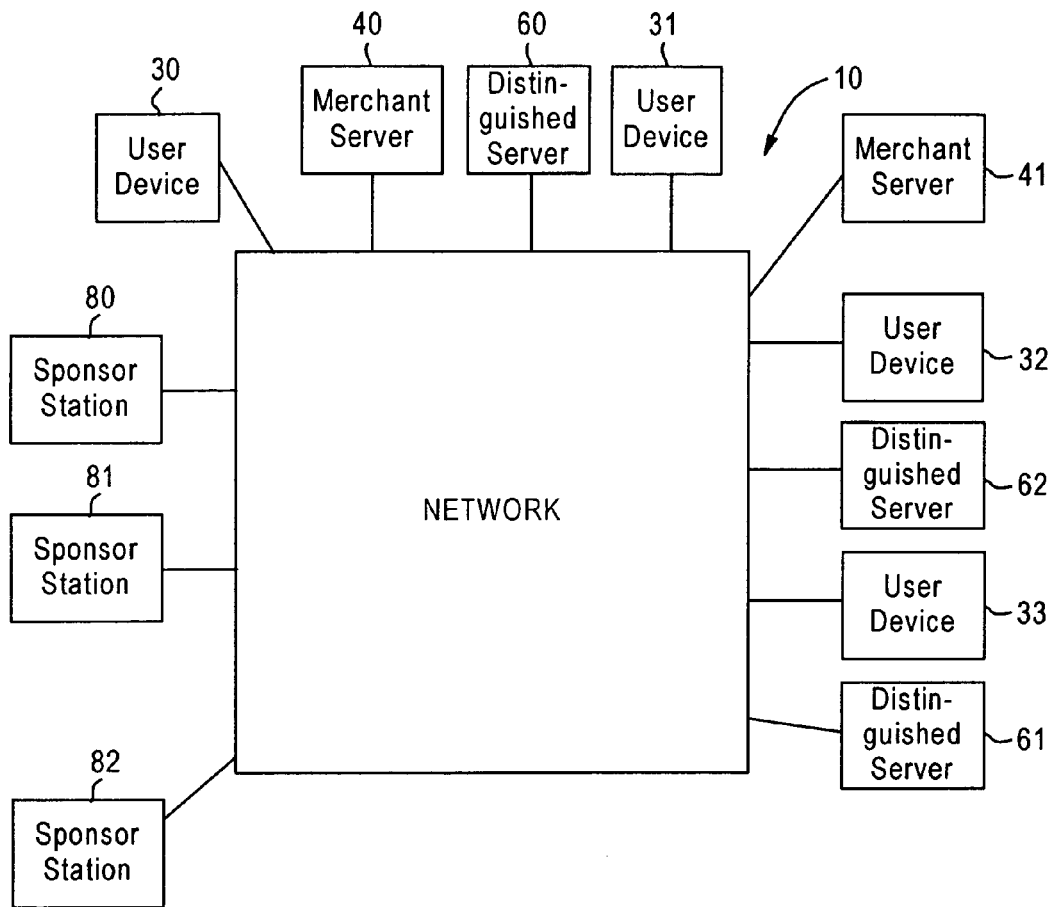 40
60
31
30
10
Merchant
Server
Distin-
guished
Server
User
Device
User
Device
Merchant
Server
41
80
User
Device
32
Sponsor
Station
Distin-
guished
Server
62
81
NETWORK
Sponsor
Station
User
Device
33
Distin-
guished
Server
61
82
Sponsor
Station